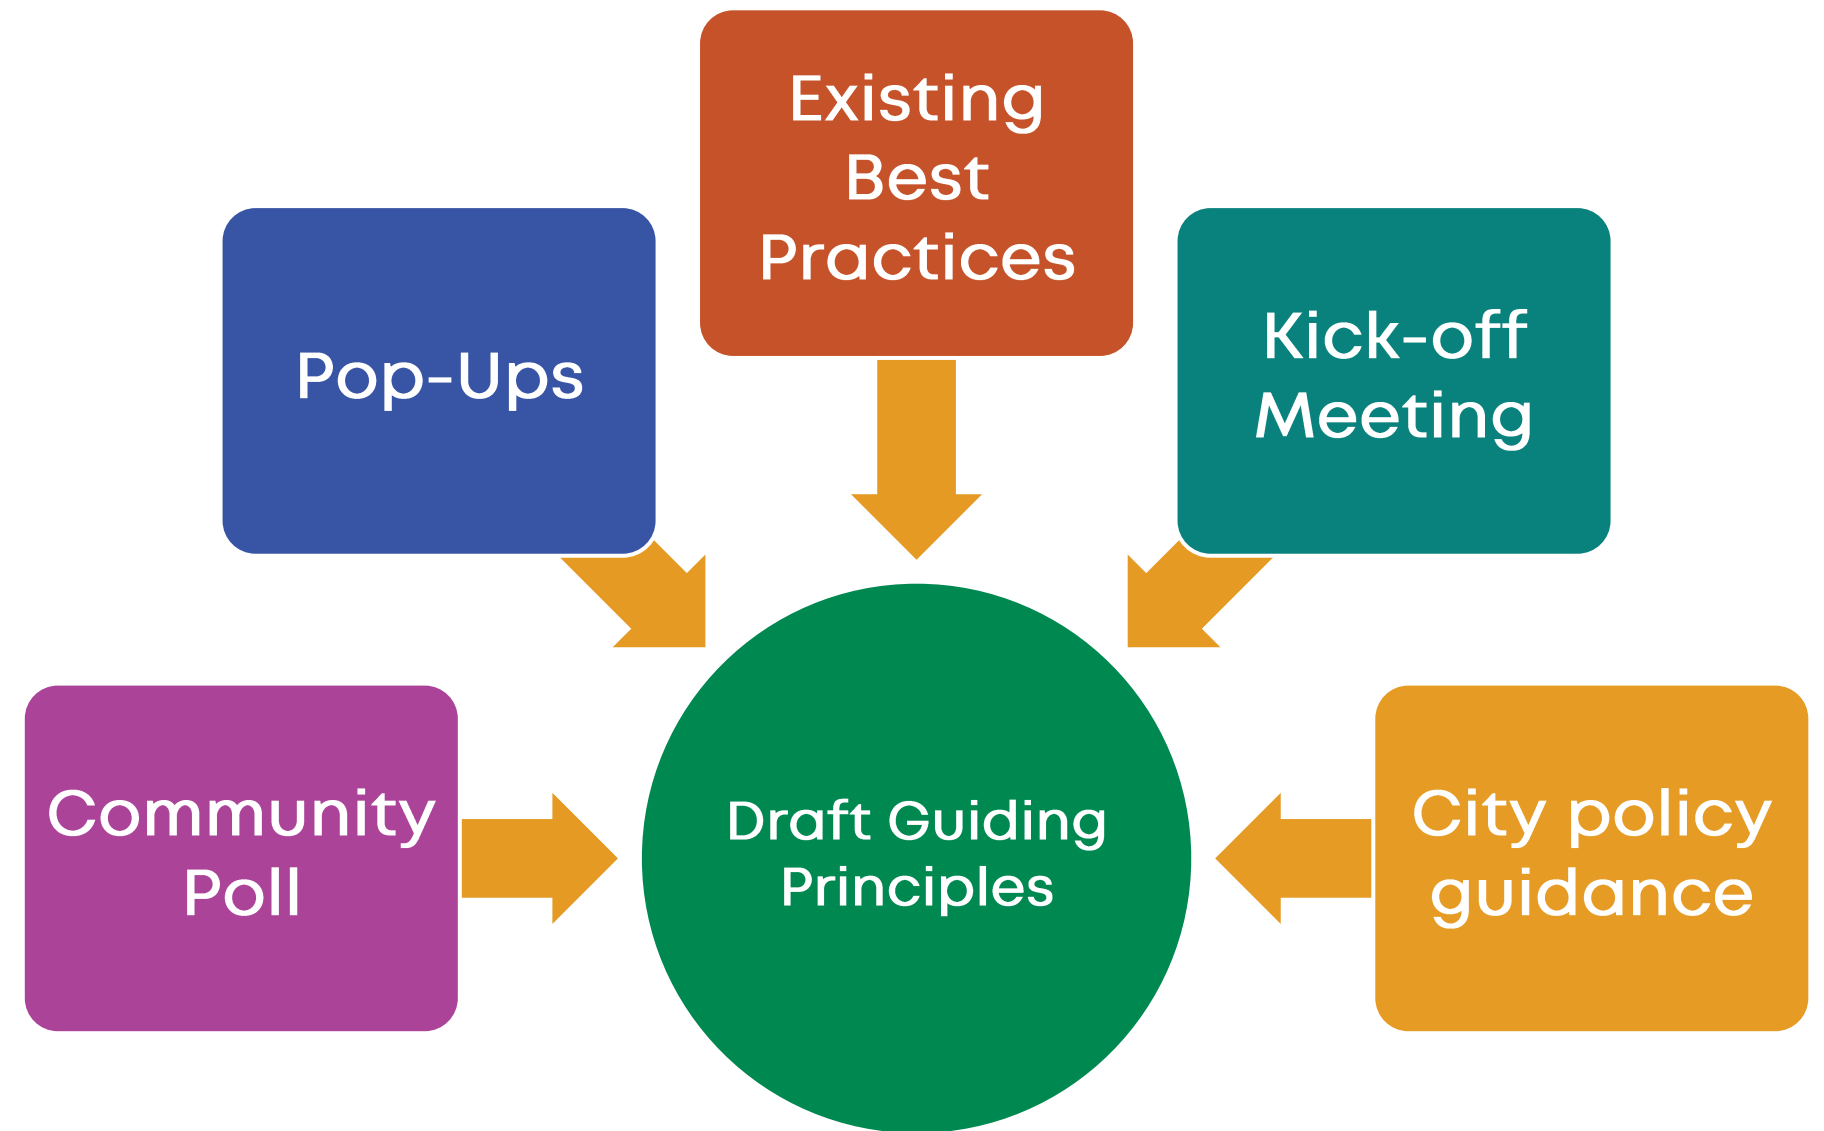 Existing
Best
Practices
Pop-Ups
Kick-off
Meeting
Community
Poll
Draft Guiding
Principles
City policy
guidance